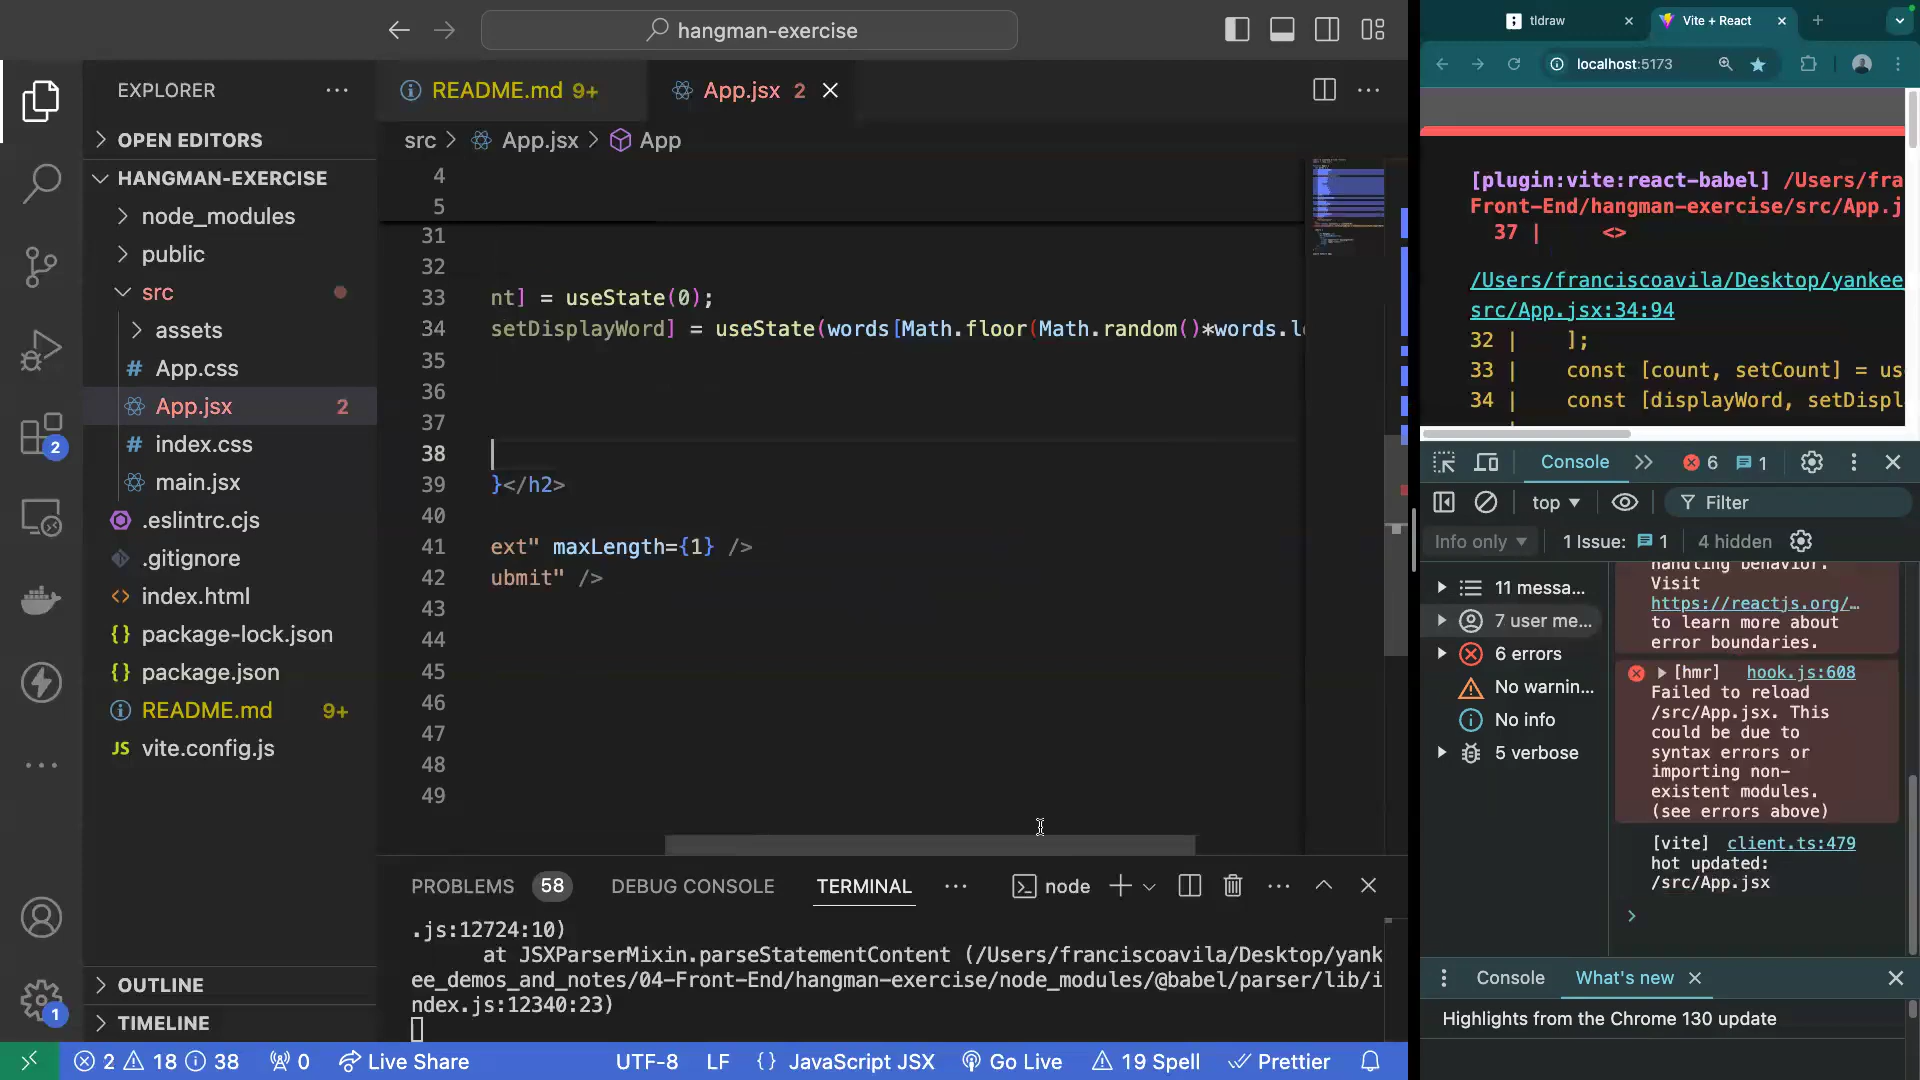 hangman-exercise
EXPLORER
OPEN EDITORS
HANGMAN-EXERCISE
node_modules
public
src
assets
# App.css
App.jsx 2
# index.css
main.jsx
.eslintrc.cjs
.gitignore
<> index.html
{} package-lock.json
{} package.json
README.md 9+
JS vite.config.js
OUTLINE
TIMELINE
2
1
README.md 9+
App.jsx 2
src > App.jsx > App
4
5
31
32
33 nt] = useState(0);
34 setDisplayWord] = useState(words[Math.floor(Math.random()*words.le
35
36
37
38
39 }</h2>
40
41 ext" maxLength={1} />
42 ubmit" />
43
44
45
46
47
48
49
PROBLEMS 58 DEBUG CONSOLE TERMINAL node
.js:12724:10)
at JSXParserMixin.parseStatementContent (/Users/franciscoavila/Desktop/yank
ee_demos_and_notes/04-Front-End/hangman-exercise/node_modules/@babel/parser/lib/i
ndex.js:12340:23)
2 18 38 0 Live Share UTF-8 LF {} JavaScript JSX Go Live 19 Spell Prettier
tldraw
Vite + React
localhost:5173
[plugin:vite:react-babel] /Users/fra
Front-End/hangman-exercise/src/App.j
37 | <>
/Users/franciscoavila/Desktop/yankee
src/App.jsx:34:94
32 | ];
33 | const [count, setCount] = us
34 | const [displayWord, setDispl
Console 6 1
top Filter
Info only 1 Issue: 1 4 hidden
11 messa...
7 user me...
6 errors
No warnin...
No info
5 verbose
handling behavior.
Visit
https://reactjs.org/…
to learn more about
error boundaries.
[hmr] hook.js:608
Failed to reload
/src/App.jsx. This
could be due to
syntax errors or
importing non-
existent modules.
(see errors above)
[vite] client.ts:479
hot updated:
/src/App.jsx
Console What's new
Highlights from the Chrome 130 update